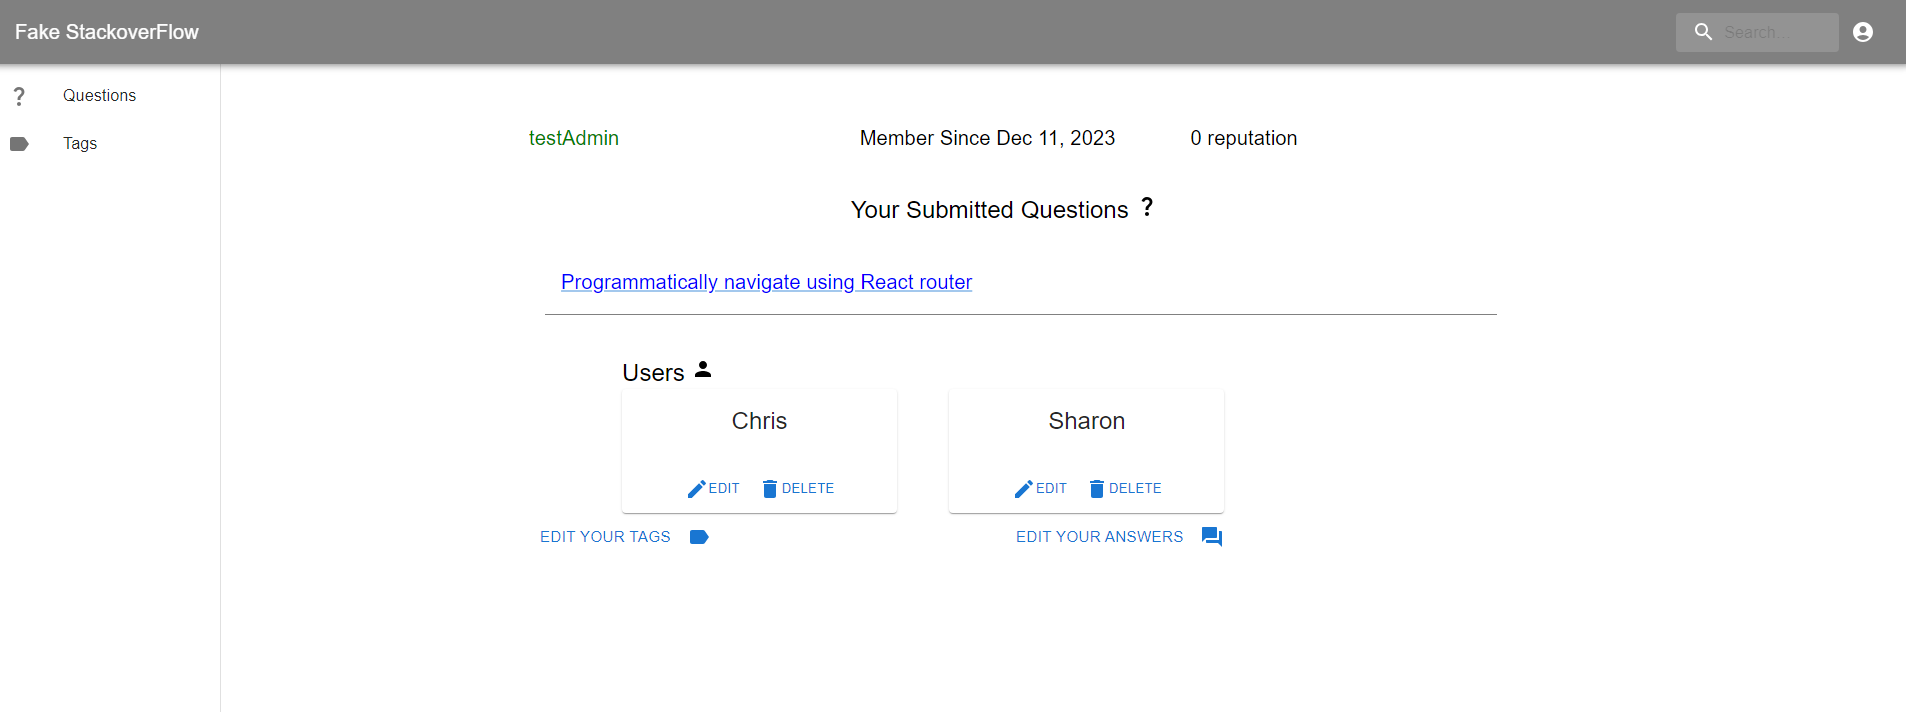 Fake StackoverFlow
Search...
Questions
Tags
testAdmin Member Since Dec 11, 2023 0 reputation
Your Submitted Questions ?
Programmatically navigate using React router
Users
Chris Sharon
EDIT DELETE EDIT DELETE
EDIT YOUR TAGS EDIT YOUR ANSWERS